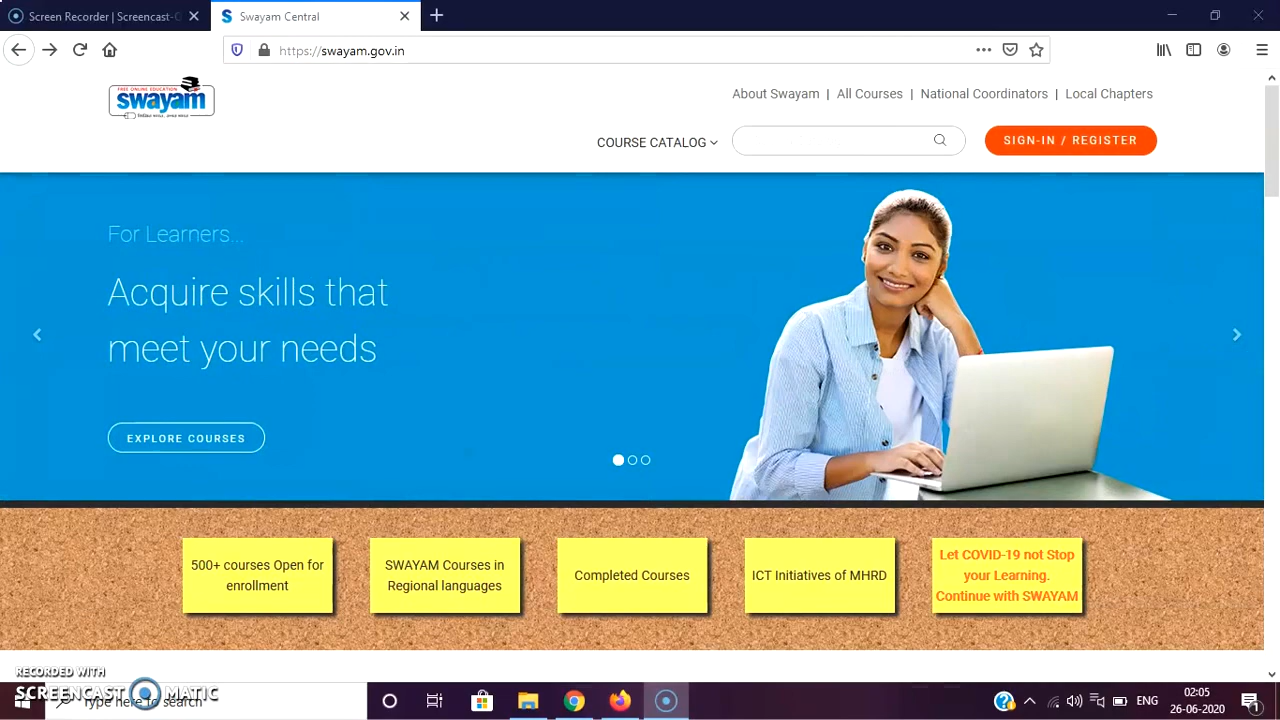 Screen Recorder | Screencast-O
Swayam Central
https://swayam.gov.in
FREE ONLINE EDUCATION
swayam
About Swayam | All Courses | National Coordinators | Local Chapters
COURSE CATALOG
SIGN-IN / REGISTER
For Learners...
Acquire skills that
meet your needs
EXPLORE COURSES
500+ courses Open for
enrollment
SWAYAM Courses in
Regional languages
Completed Courses
ICT Initiatives of MHRD
Let COVID-19 not Stop
your Learning.
Continue with SWAYAM
RECORDED WITH
SCREENCAST MATIC
Type here to search
ENG
02:05
26-06-2020